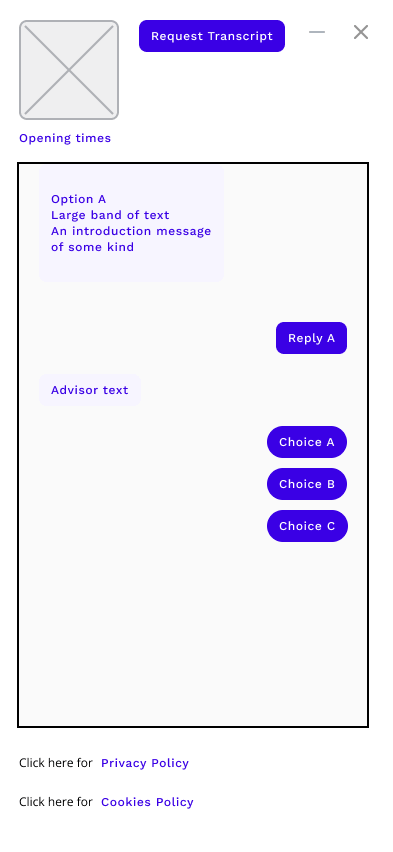 Request Transcript
Opening times
Option A
Large band of text
An introduction message
of some kind
Reply A
Advisor text
Choice A
Choice B
Choice C
Click here for Privacy Policy
Click here for Cookies Policy